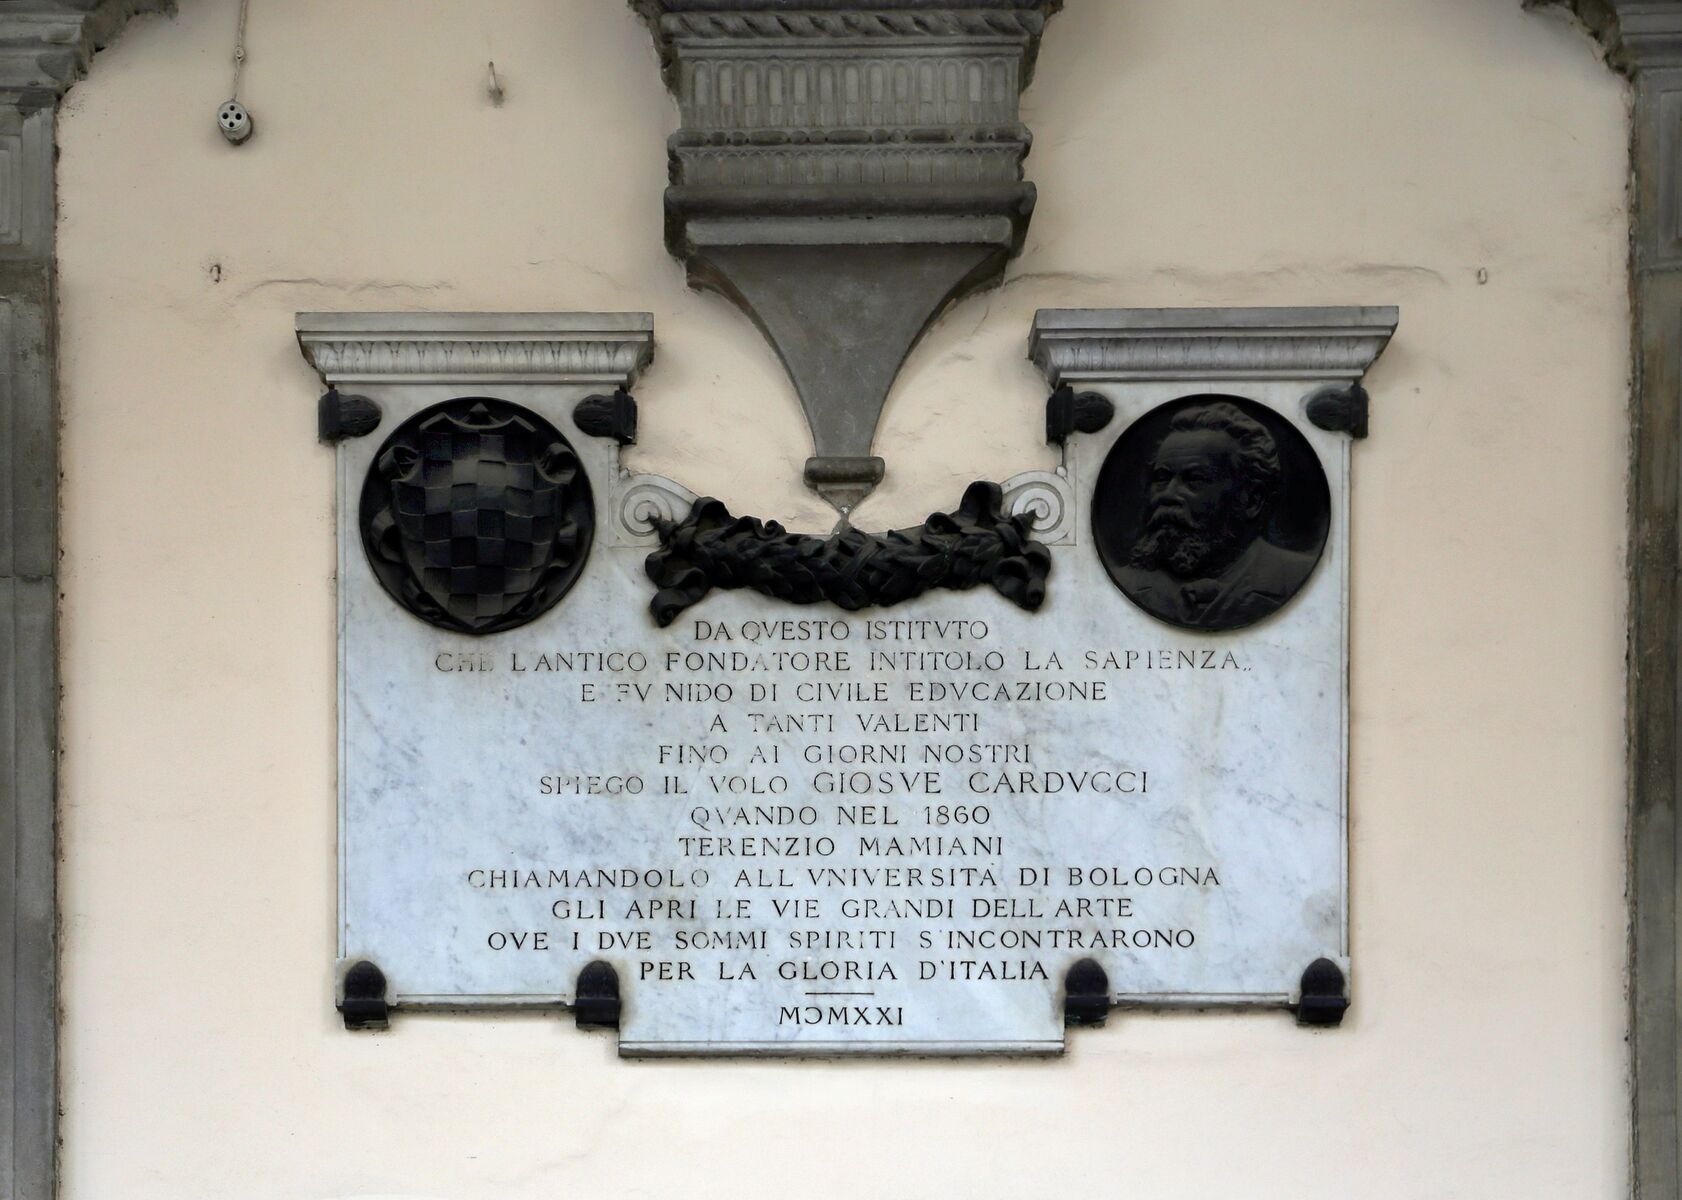 DA QVESTO ISTITVTO
CHE L'ANTICO FONDATORE INTITOLO LA SAPIENZA,,
E FV NIDO DI CIVILE EDVCAZIONE
A TANTI VALENTI
FINO AI GIORNI NOSTRI
SPIEGO IL VOLO GIOSVE CARDVCCI
QVANDO NEL 1860
TERENZIO MAMIANI
CHIAMANDOLO ALL'VNIVERSITÀ DI BOLOGNA
GLI APRI LE VIE GRANDI DELL'ARTE
OVE I DVE SOMMI SPIRITI S'INCONTRARONO
PER LA GLORIA D'ITALIA
MƆMXXI